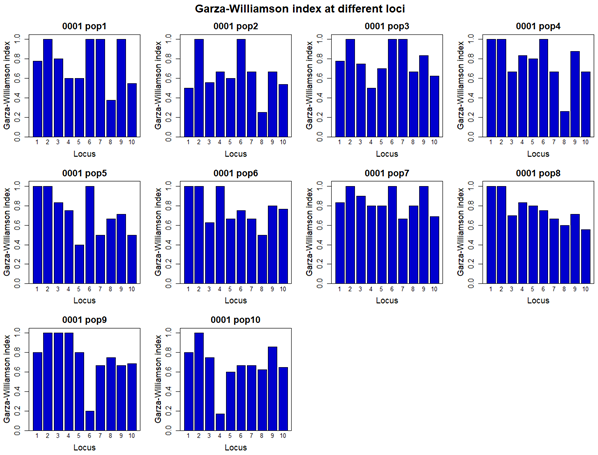 Garza-Williamson index at different loci
0001 pop1
0001 pop2
0001 pop3
0001 pop4
Garza-Williamson index
0.0 0.2 0.4 0.6 0.8 1.0
1 2 3 4 5 6 7 8 9 10
Locus
Garza-Williamson index
0.0 0.2 0.4 0.6 0.8 1.0
1 2 3 4 5 6 7 8 9 10
Locus
Garza-Williamson index
0.0 0.2 0.4 0.6 0.8 1.0
1 2 3 4 5 6 7 8 9 10
Locus
Garza-Williamson index
0.0 0.2 0.4 0.6 0.8 1.0
1 2 3 4 5 6 7 8 9 10
Locus
0001 pop5
0001 pop6
0001 pop7
0001 pop8
Garza-Williamson index
0.0 0.2 0.4 0.6 0.8 1.0
1 2 3 4 5 6 7 8 9 10
Locus
Garza-Williamson index
0.0 0.2 0.4 0.6 0.8 1.0
1 2 3 4 5 6 7 8 9 10
Locus
Garza-Williamson index
0.0 0.2 0.4 0.6 0.8 1.0
1 2 3 4 5 6 7 8 9 10
Locus
Garza-Williamson index
0.0 0.2 0.4 0.6 0.8 1.0
1 2 3 4 5 6 7 8 9 10
Locus
0001 pop9
0001 pop10
Garza-Williamson index
0.0 0.2 0.4 0.6 0.8 1.0
1 2 3 4 5 6 7 8 9 10
Locus
Garza-Williamson index
0.0 0.2 0.4 0.6 0.8 1.0
1 2 3 4 5 6 7 8 9 10
Locus